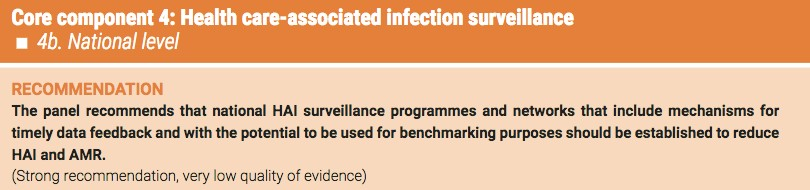 Core component 4: Health care-associated infection surveillance
■ 4b. National level
RECOMMENDATION
The panel recommends that national HAI surveillance programmes and networks that include mechanisms for
timely data feedback and with the potential to be used for benchmarking purposes should be established to reduce
HAI and AMR.
(Strong recommendation, very low quality of evidence)